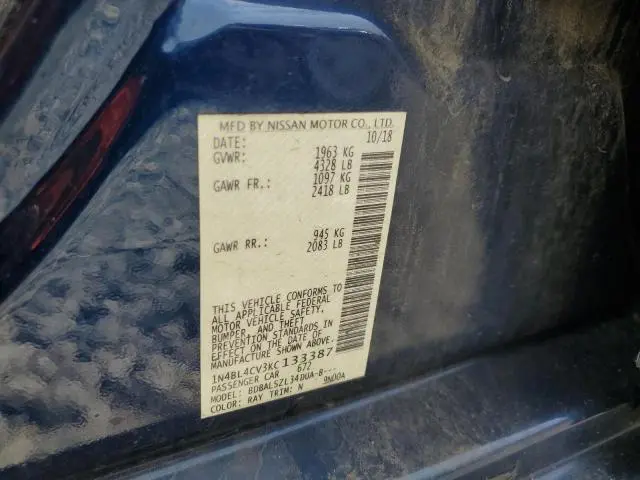 MFD BY NISSAN MOTOR CO., LTD.
DATE: 10/18
GVWR: 1963 KG
4328 LB
GAWR FR.: 1097 KG
2418 LB
GAWR RR.: 945 KG
2083 LB
THIS VEHICLE CONFORMS TO
ALL APPLICABLE FEDERAL
MOTOR VEHICLE SAFETY,
BUMPER, AND THEFT
PREVENTION STANDARDS IN
EFFECT ON THE DATE OF
MANUFACTURE SHOWN ABOVE.
1N4BL4CV3KC133387
PASSENGER CAR 672
MODEL: BDBALSZL34DUA-B---
COLOR: RAY TRIM: N